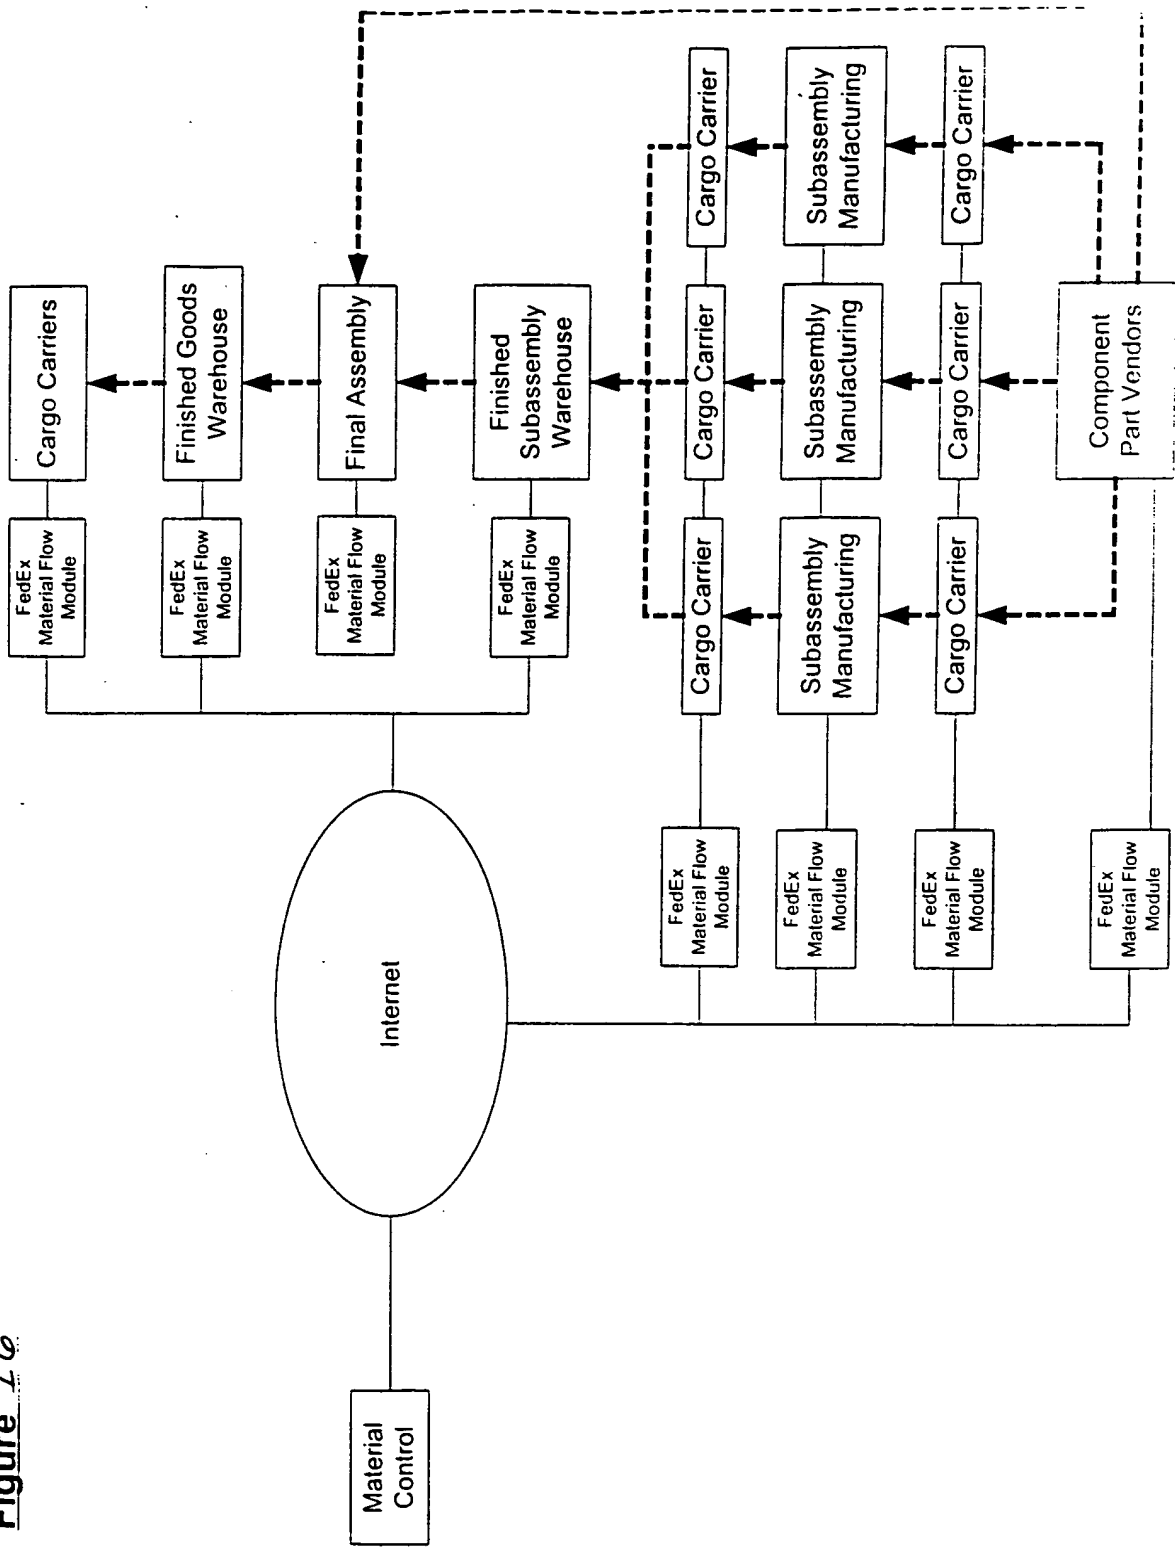 Figure 26
FedEx
Material Flow
Module
Cargo Carriers
FedEx
Material Flow
Module
Finished Goods
Warehouse
Material
Control
Internet
FedEx
Material Flow
Module
Final Assembly
FedEx
Material Flow
Module
Finished
Subassembly
Warehouse
FedEx
Material Flow
Module
Cargo Carrier
Cargo Carrier
Cargo Carrier
FedEx
Material Flow
Module
Subassembly
Manufacturing
Subassembly
Manufacturing
Subassembly
Manufacturing
FedEx
Material Flow
Module
Cargo Carrier
Cargo Carrier
Cargo Carrier
FedEx
Material Flow
Module
Component
Part Vendors